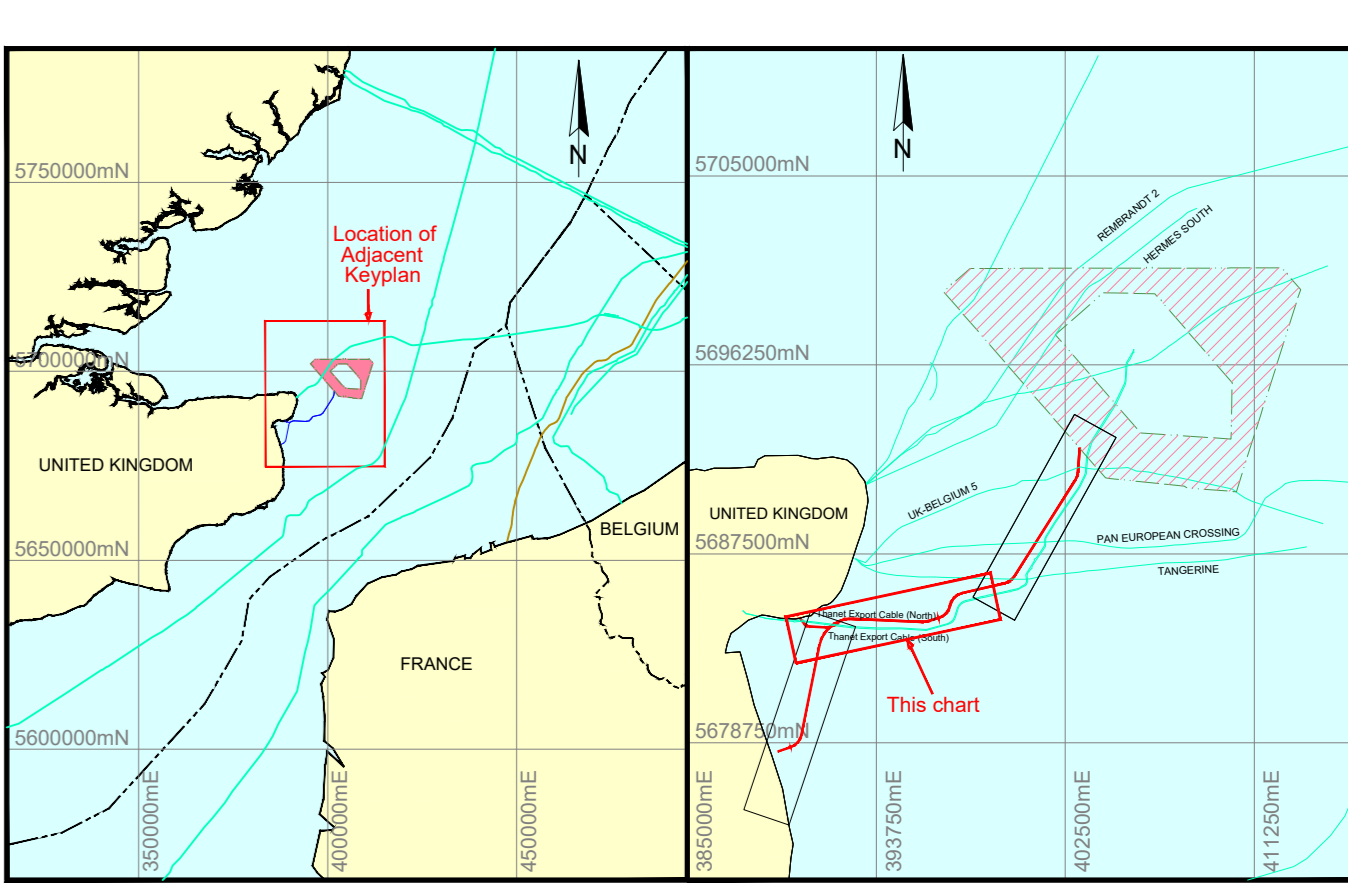 N
5750000mN
Location of
Adjacent
Keyplan
5700000mN
UNITED KINGDOM
5650000mN
BELGIUM
FRANCE
5600000mN
350000mE
400000mE
450000mE
N
5705000mN
REMBRANDT 2
HERMES SOUTH
5696250mN
UK-BELGIUM 5
UNITED KINGDOM
PAN EUROPEAN CROSSING
5687500mN
TANGERINE
Thanet Export Cable (North)
Thanet Export Cable (South)
This chart
5678750mN
385000mE
393750mE
402500mE
411250mE